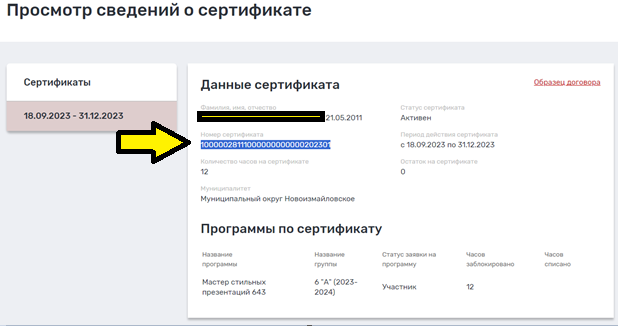 Просмотр сведений о сертификате
Сертификаты
18.09.2023 - 31.12.2023
Данные сертификата
Образец договора
Фамилия, имя, отчество
21.05.2011
Статус сертификата
Активен
Номер сертификата
Период действия сертификата
с 18.09.2023 по 31.12.2023
Количество часов на сертификате
12
Остаток на сертификате
0
Муниципалитет
Муниципальный округ Новоизмайловское
Программы по сертификату
Название
программы
Название
группы
Статус заявки на
программу
Часов
заблокировано
Часов
списано
Мастер стильных
презентаций 643
6 "А" (2023-
2024)
Участник
12